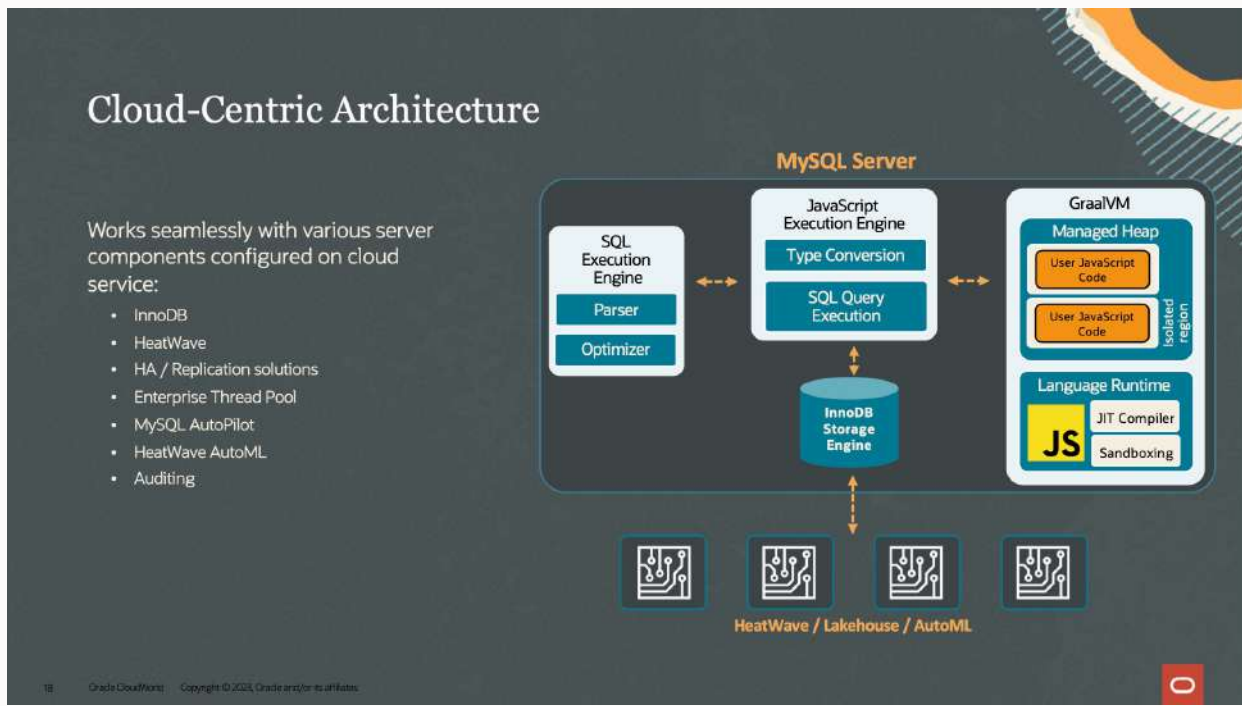 Cloud-Centric Architecture
Works seamlessly with various server
components configured on cloud
service:
• InnoDB
• HeatWave
• HA / Replication solutions
• Enterprise Thread Pool
• MySQL AutoPilot
• HeatWave AutoML
• Auditing
MySQL Server
SQL
Execution
Engine
Parser
Optimizer
JavaScript
Execution Engine
Type Conversion
SQL Query
Execution
InnoDB
Storage
Engine
GraalVM
Managed Heap
User JavaScript
Code
User JavaScript
Code
Isolated
region
Language Runtime
JS
JIT Compiler
Sandboxing
HeatWave / Lakehouse / AutoML
18 Oracle CloudWorld Copyright © 2023, Oracle and/or its affiliates